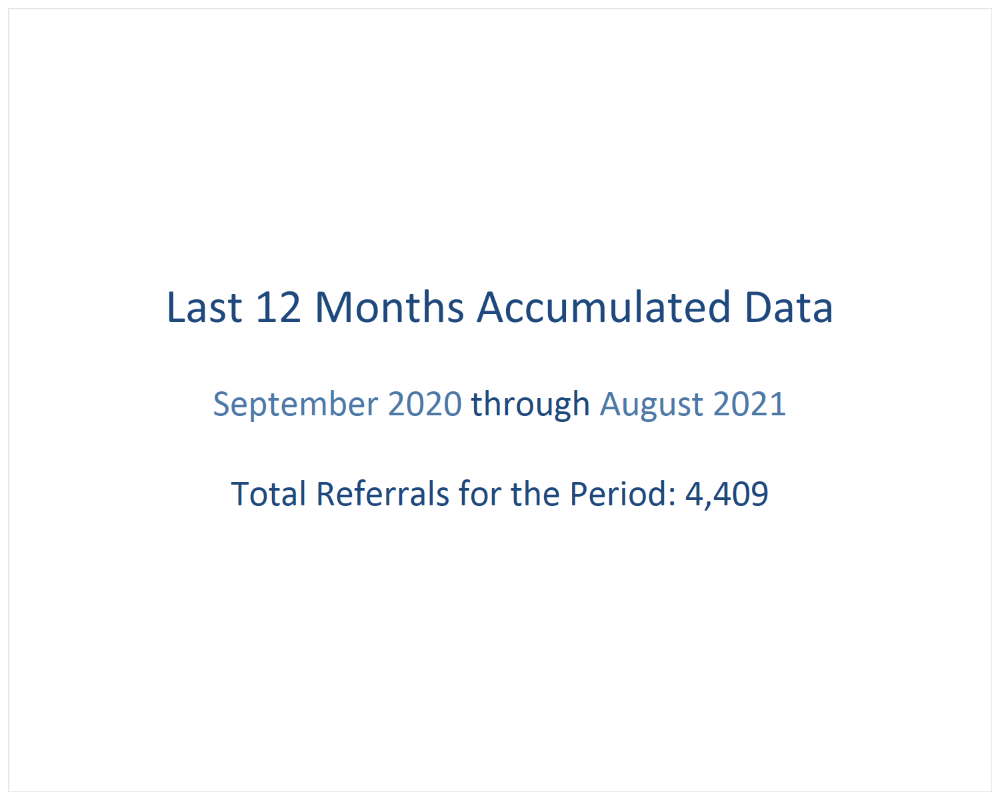 Last 12 Months Accumulated Data
September 2020 through August 2021
Total Referrals for the Period: 4,409